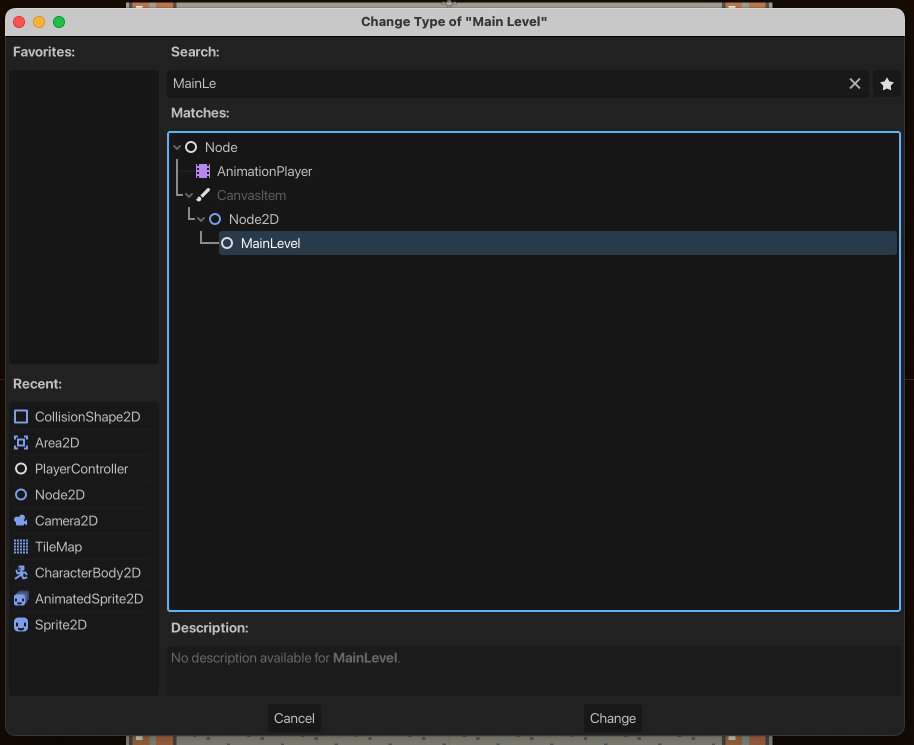 Change Type of "Main Level"
Favorites:
Search:
MainLe
Matches:
Node
AnimationPlayer
CanvasItem
Node2D
MainLevel
Recent:
CollisionShape2D
Area2D
PlayerController
Node2D
Camera2D
TileMap
CharacterBody2D
AnimatedSprite2D
Sprite2D
Description:
No description available for MainLevel.
Cancel
Change